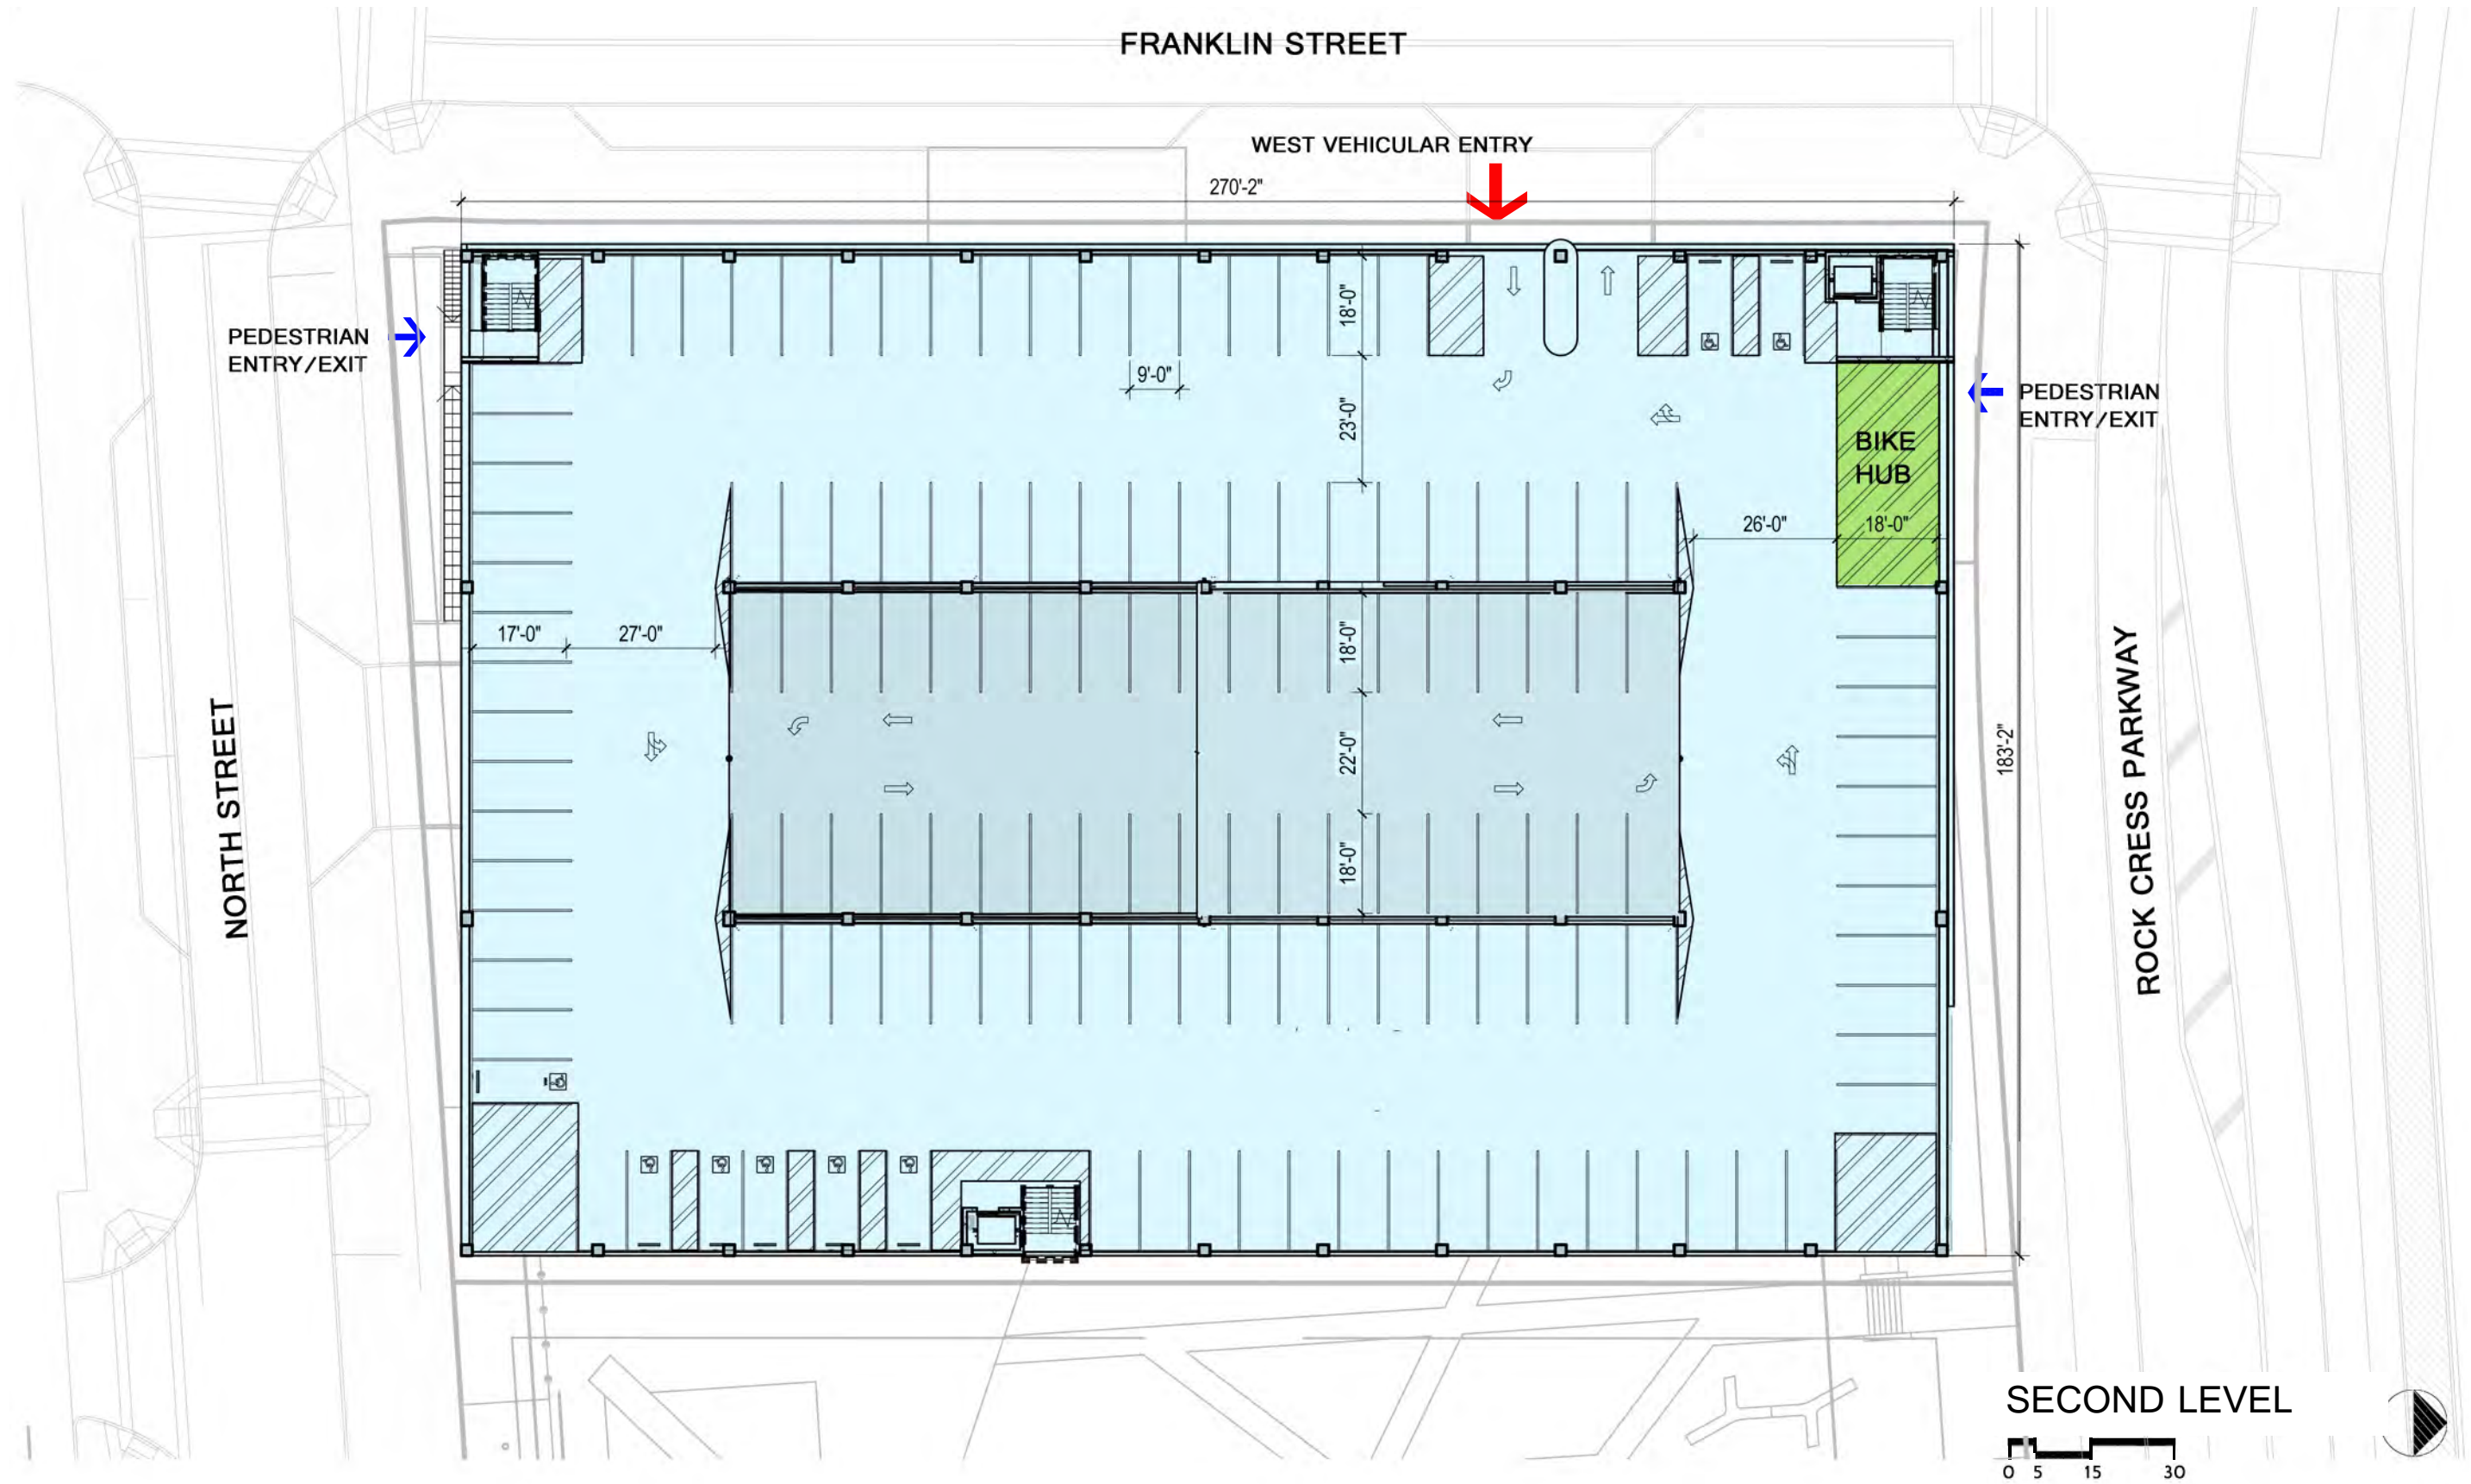 FRANKLIN STREET
WEST VEHICULAR ENTRY
270'-2"
PEDESTRIAN
ENTRY/EXIT
18'-0"
9'-0"
23'-0"
PEDESTRIAN
ENTRY/EXIT
BIKE
HUB
26'-0"
18'-0"
17'-0"
27'-0"
18'-0"
22'-0"
18'-0"
183'-2"
NORTH STREET
ROCK CRESS PARKWAY
SECOND LEVEL
0 5 15 30